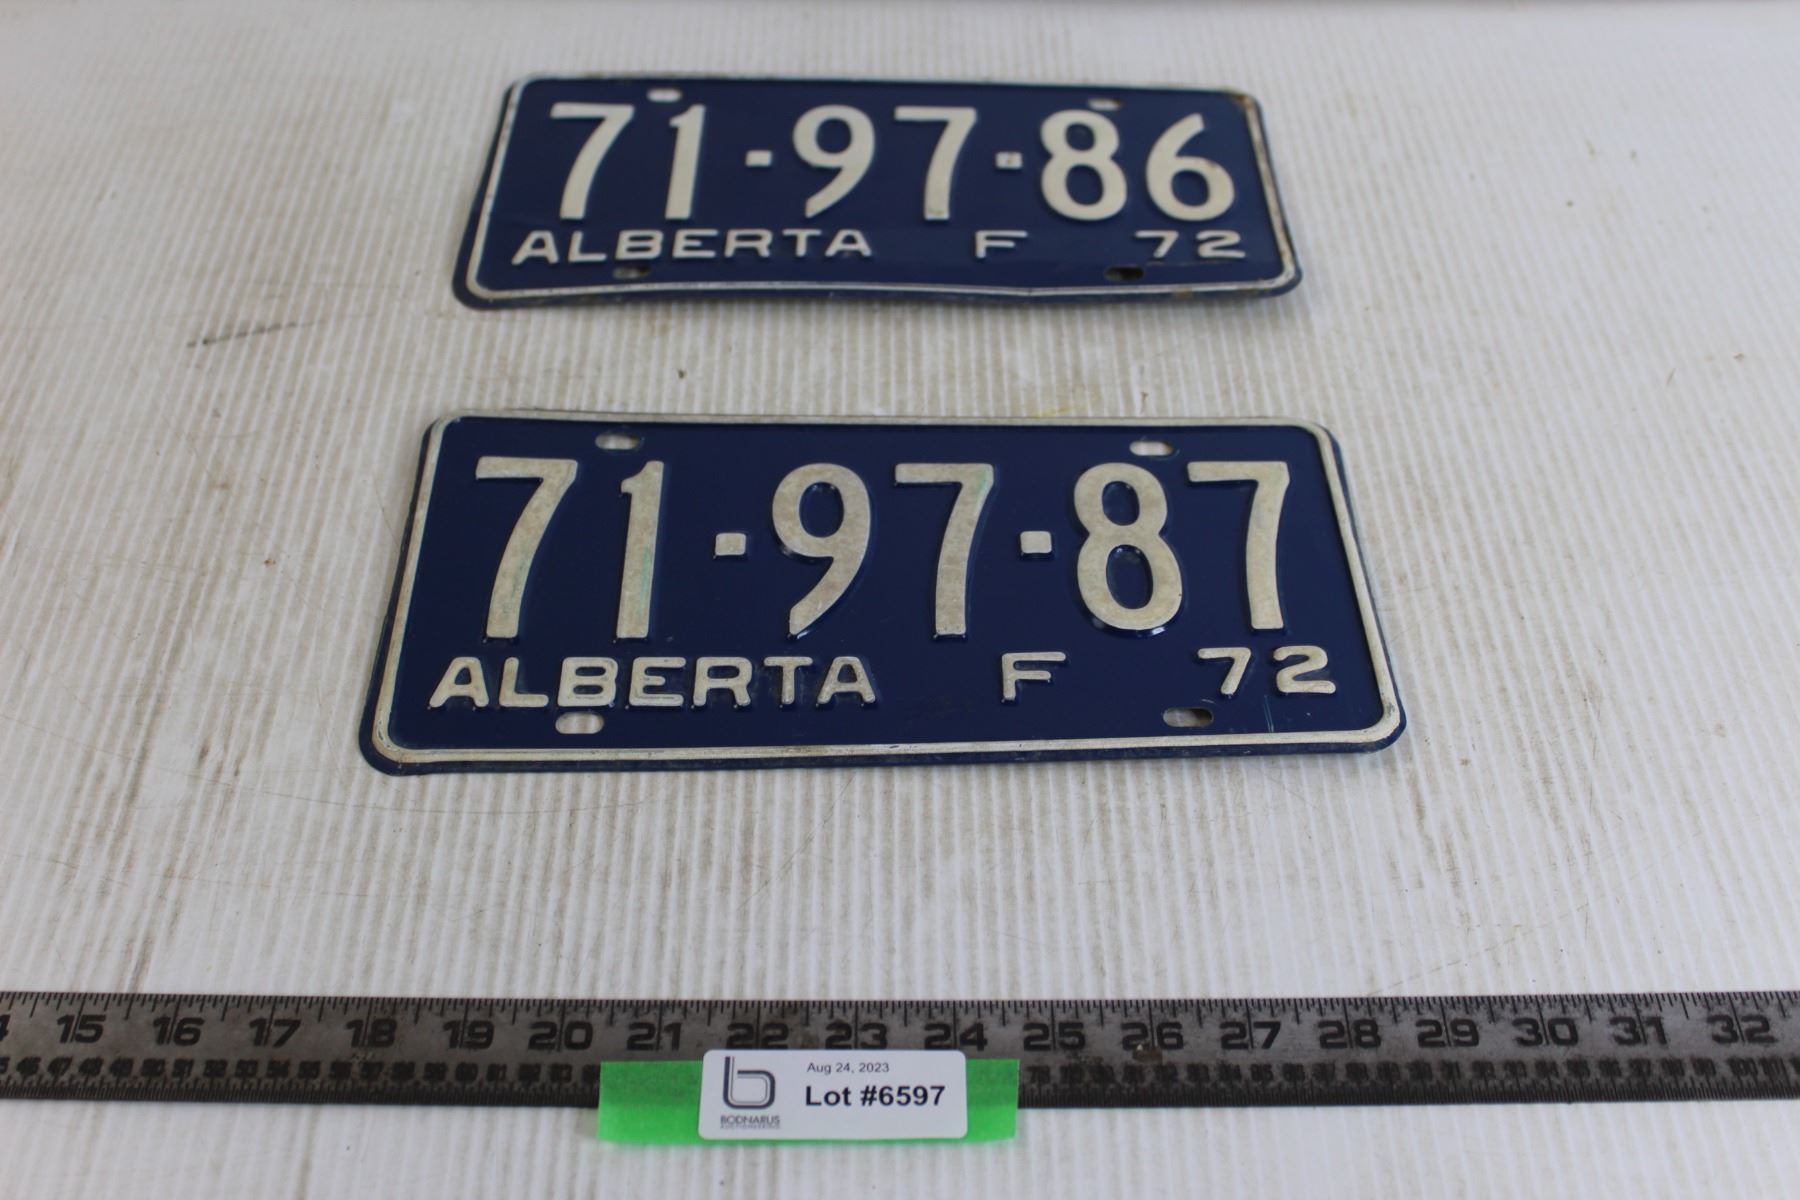 71-97-86
ALBERTA F 72
71-97-87
ALBERTA F 72
15 16 17 18 19 20 21 22 23 24 25 26 27 28 29 30 31 32
Aug 24, 2023
Lot #6597
BODNARUS
AUCTIONEERING